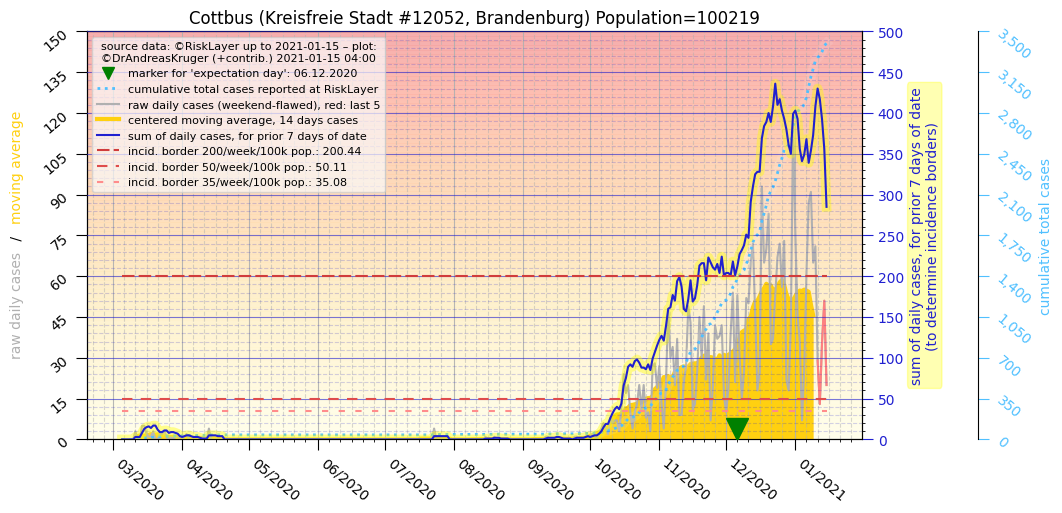 Cottbus (Kreisfreie Stadt #12052, Brandenburg) Population=100219
source data: ©RiskLayer up to 2021-01-15 – plot:
©DrAndreasKruger (+contrib.) 2021-01-15 04:00
marker for 'expectation day': 06.12.2020
cumulative total cases reported at RiskLayer
raw daily cases (weekend-flawed), red: last 5
centered moving average, 14 days cases
sum of daily cases, for prior 7 days of date
incid. border 200/week/100k pop.: 200.44
incid. border 50/week/100k pop.: 50.11
incid. border 35/week/100k pop.: 35.08
raw daily cases / moving average
150
135
120
105
90
75
60
45
30
15
0
03/2020
04/2020
05/2020
06/2020
07/2020
08/2020
09/2020
10/2020
11/2020
12/2020
01/2021
500
450
400
350
300
250
200
150
100
50
0
sum of daily cases, for prior 7 days of date
(to determine incidence borders)
3,500
3,150
2,800
2,450
2,100
1,750
1,400
1,050
700
350
0
cumulative total cases